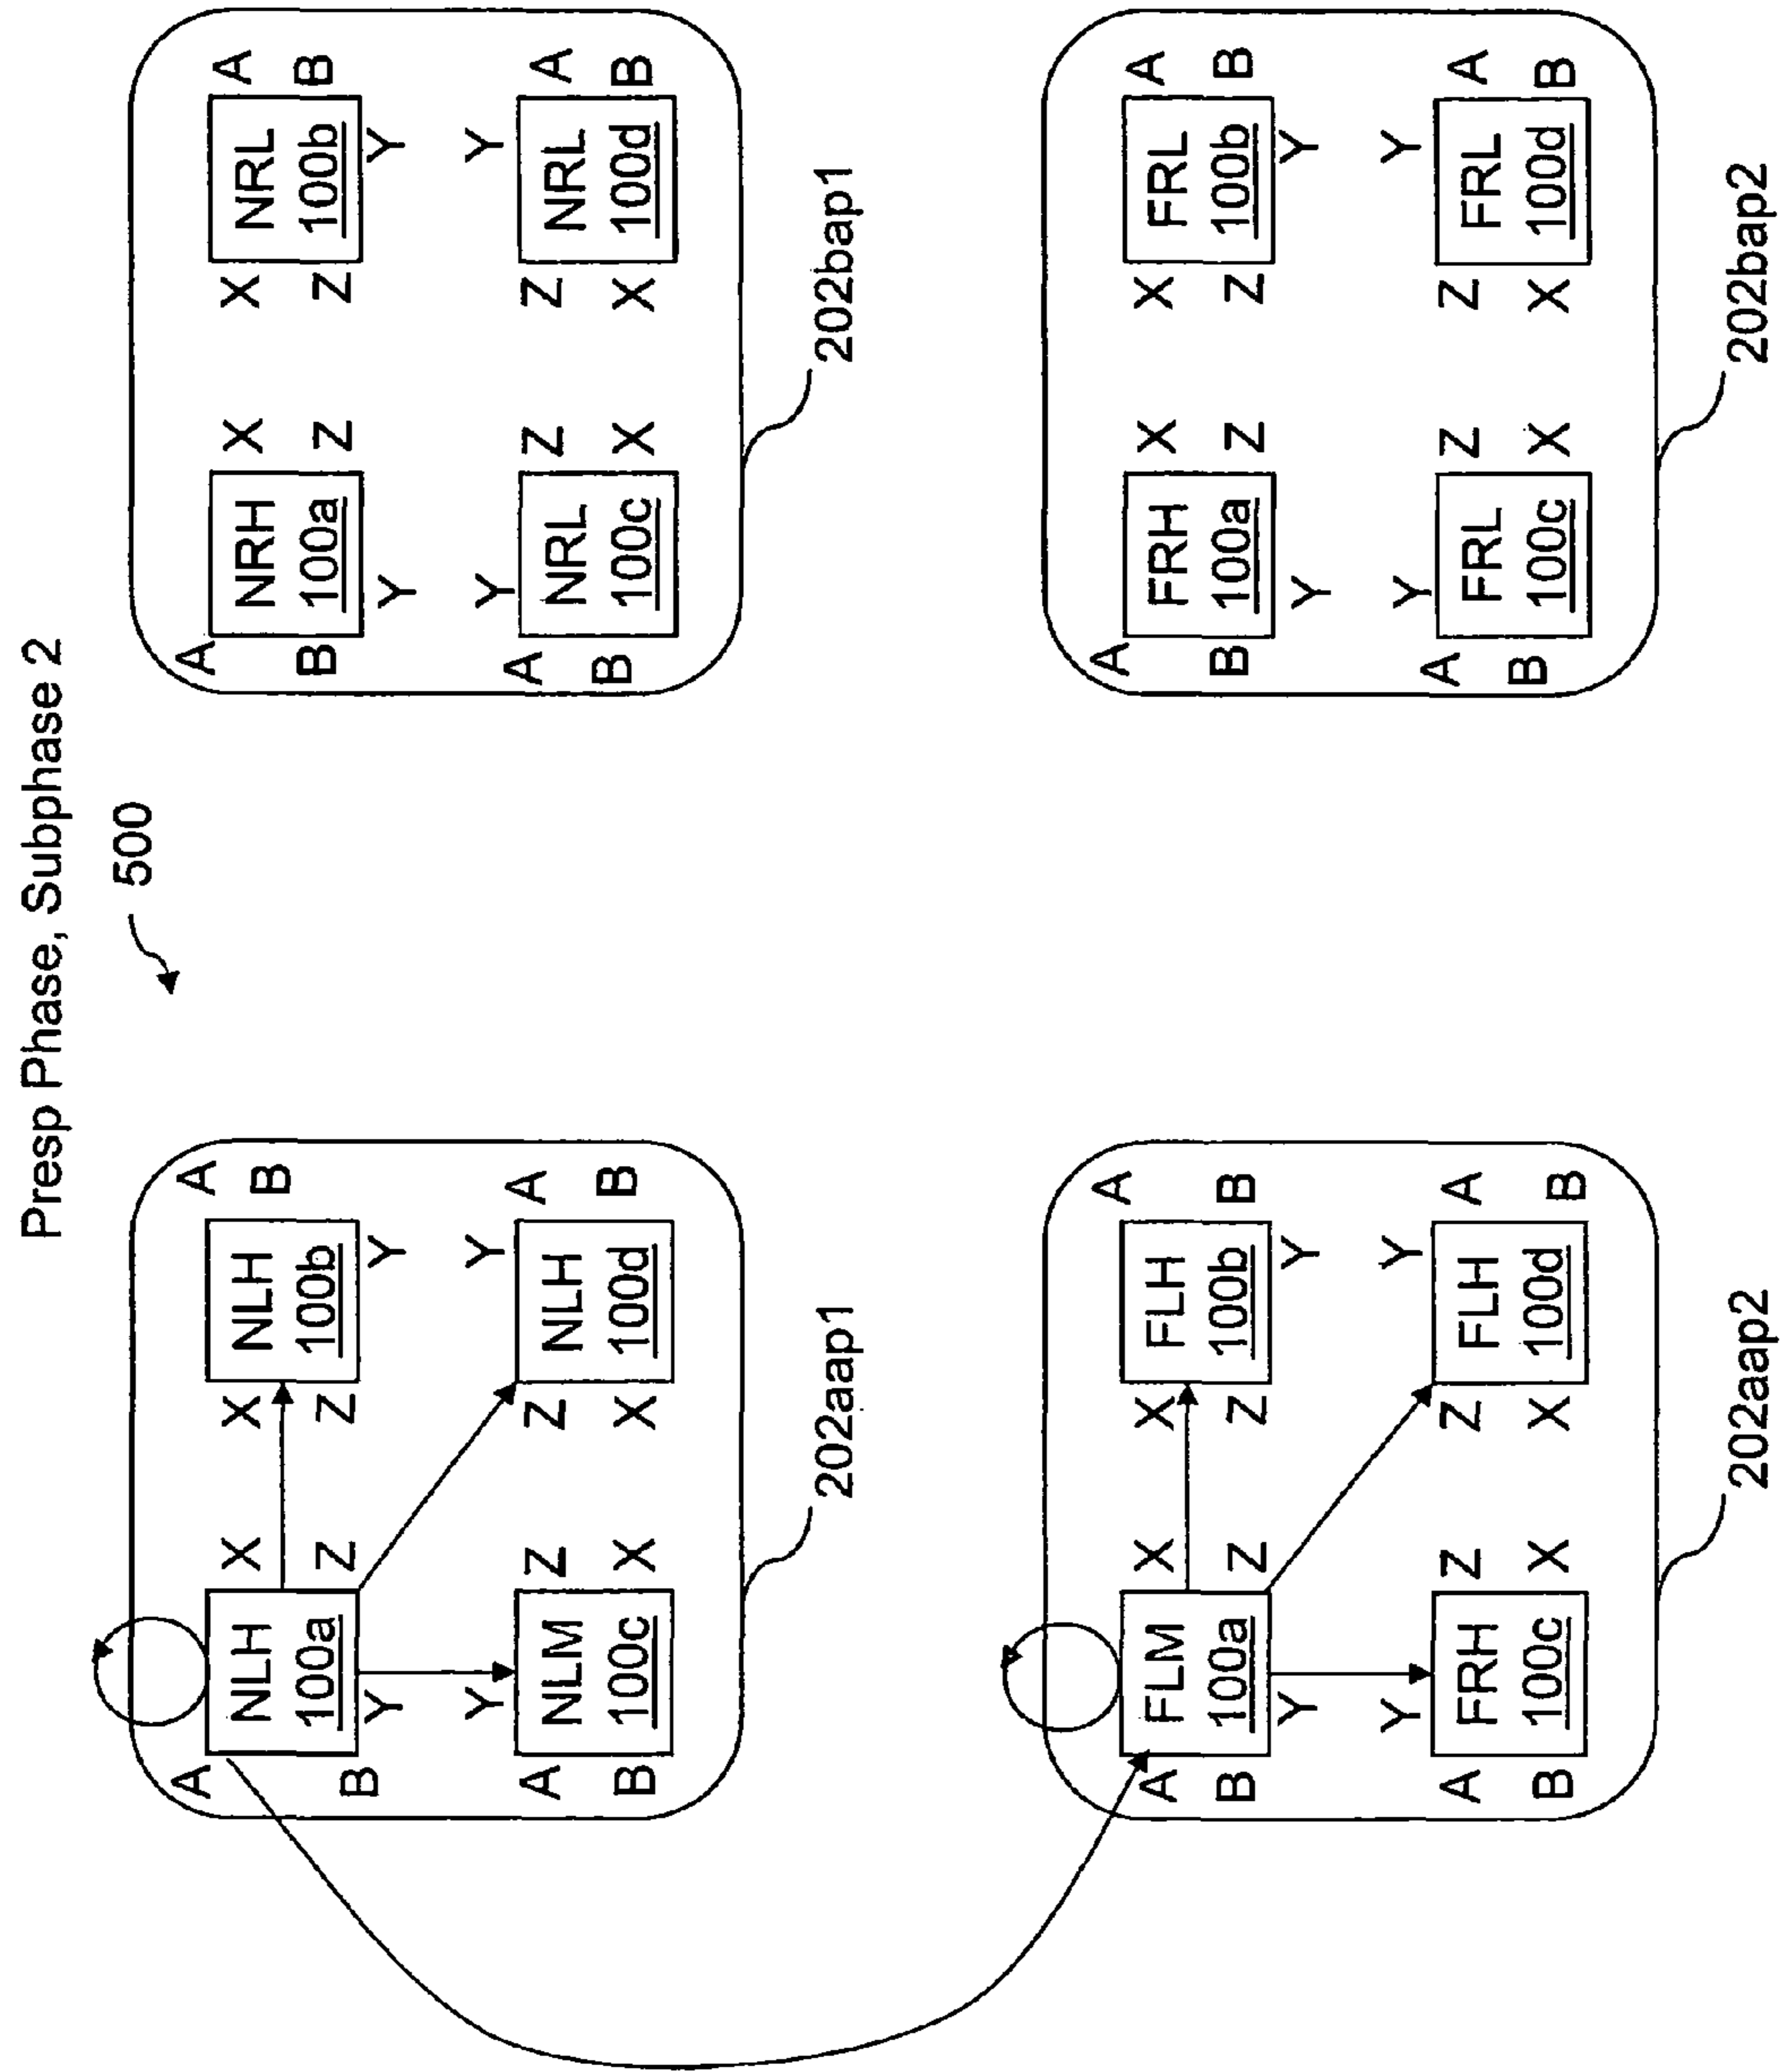 Presp Phase, Subphase 2
500
A NLH X X NLH A
B 100a Z Z 100b B
Y Y
Y Y
A NLM Z Z NLH A
B 100c X X 100d B
202aap1
A NRH X X NRL A
B 100a Z Z 100b B
Y Y
Y Y
A NRL Z Z NRL A
B 100c X X 100d B
202bap1
A FLM X X FLH A
B 100a Z Z 100b B
Y Y
Y Y
A FRH Z Z FLH A
B 100c X X 100d B
202aap2
A FRH X X FRL A
B 100a Z Z 100b B
Y Y
Y Y
A FRL Z Z FRL A
B 100c X X 100d B
202bap2